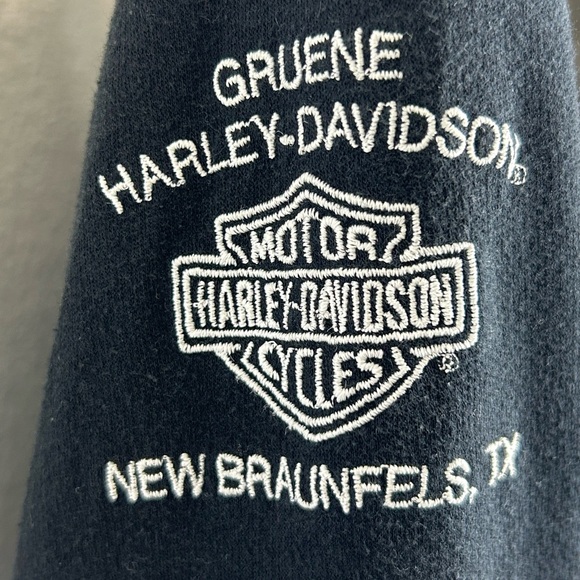 GRUENE
HARLEY-DAVIDSON®
MOTOR
HARLEY-DAVIDSON
CYCLES
®
NEW BRAUNFELS, TX